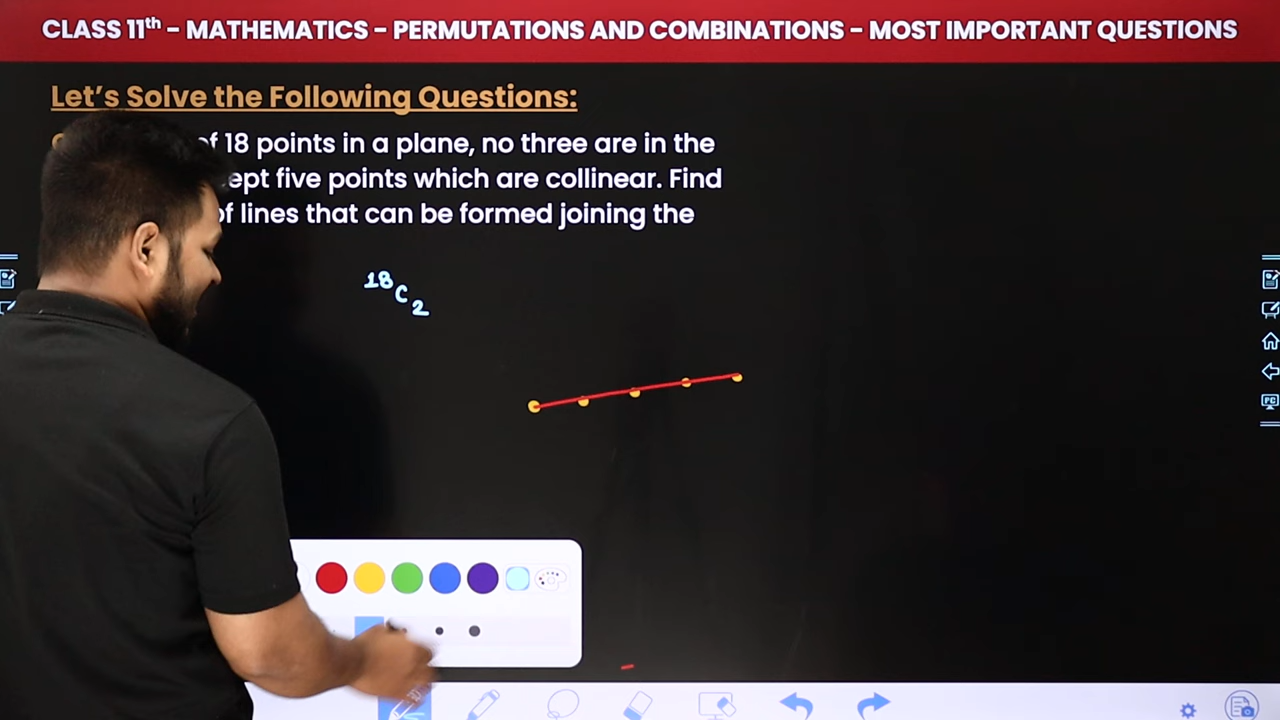 CLASS 11th – MATHEMATICS – PERMUTATIONS AND COMBINATIONS – MOST IMPORTANT QUESTIONS
Let's Solve the Following Questions:
of 18 points in a plane, no three are in the
ept five points which are collinear. Find
of lines that can be formed joining the
18C2
PC